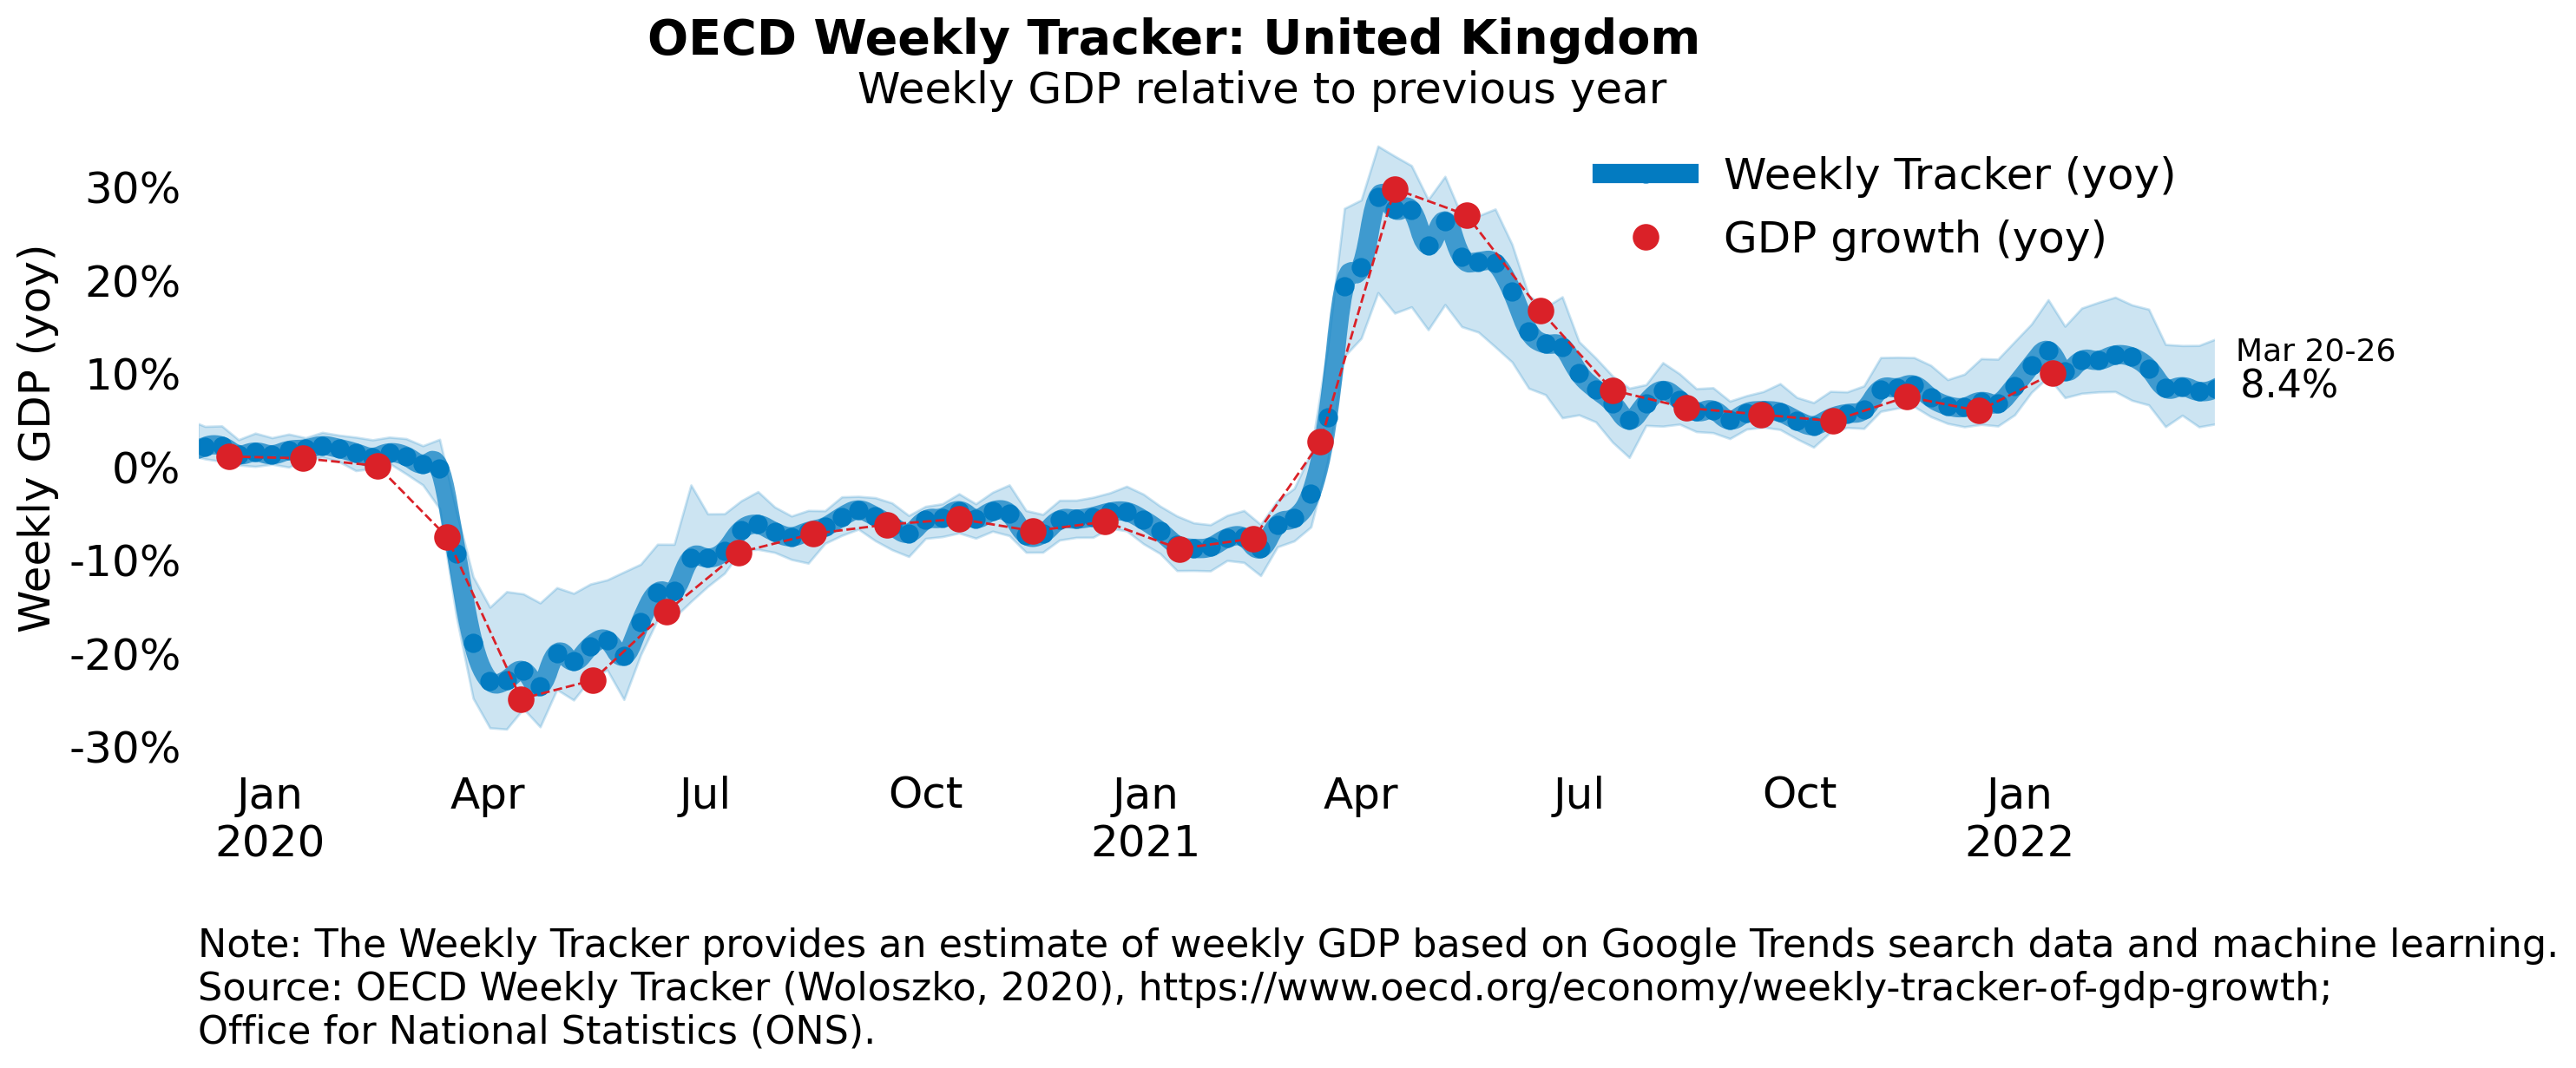 OECD Weekly Tracker: United Kingdom
Weekly GDP relative to previous year
Weekly GDP (yoy)
30%
20%
10%
0%
-10%
-20%
-30%
Weekly Tracker (yoy)
GDP growth (yoy)
Mar 20-26
8.4%
Jan Apr Jul Oct Jan Apr Jul Oct Jan
2020 2021 2022
Note: The Weekly Tracker provides an estimate of weekly GDP based on Google Trends search data and machine learning.
Source: OECD Weekly Tracker (Woloszko, 2020), https://www.oecd.org/economy/weekly-tracker-of-gdp-growth;
Office for National Statistics (ONS).